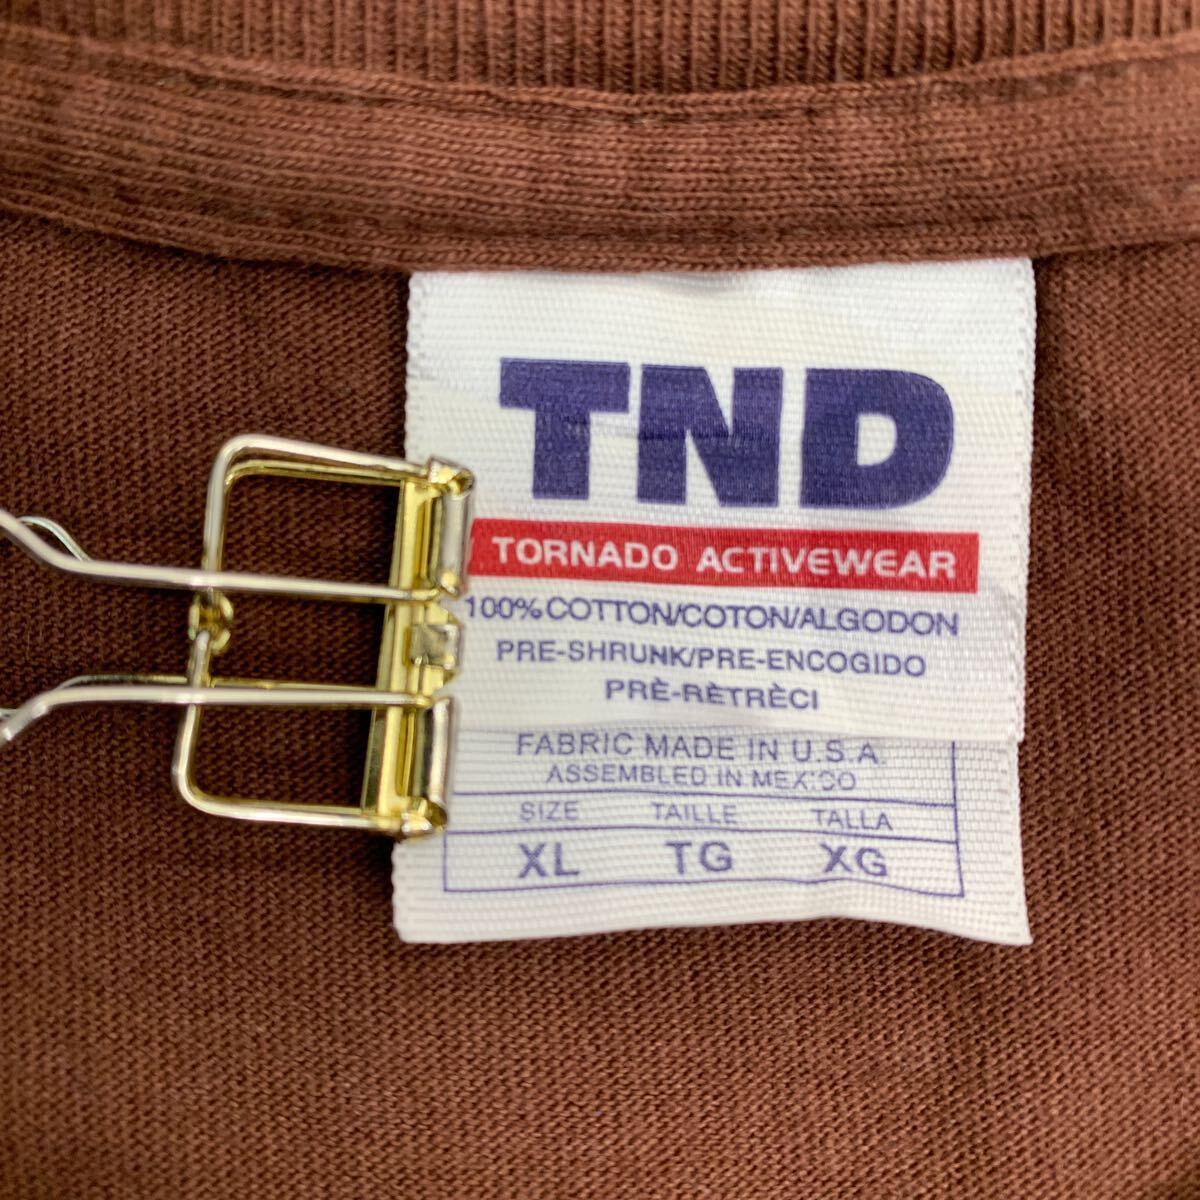 TND
TORNADO ACTIVEWEAR
100% COTTON/COTON/ALGODON
PRE-SHRUNK/PRE-ENCOGIDO
PRÈ-RÈTRÈCI
FABRIC MADE IN U.S.A.
ASSEMBLED IN MEXICO
SIZE TAILLE TALLA
XL TG XG